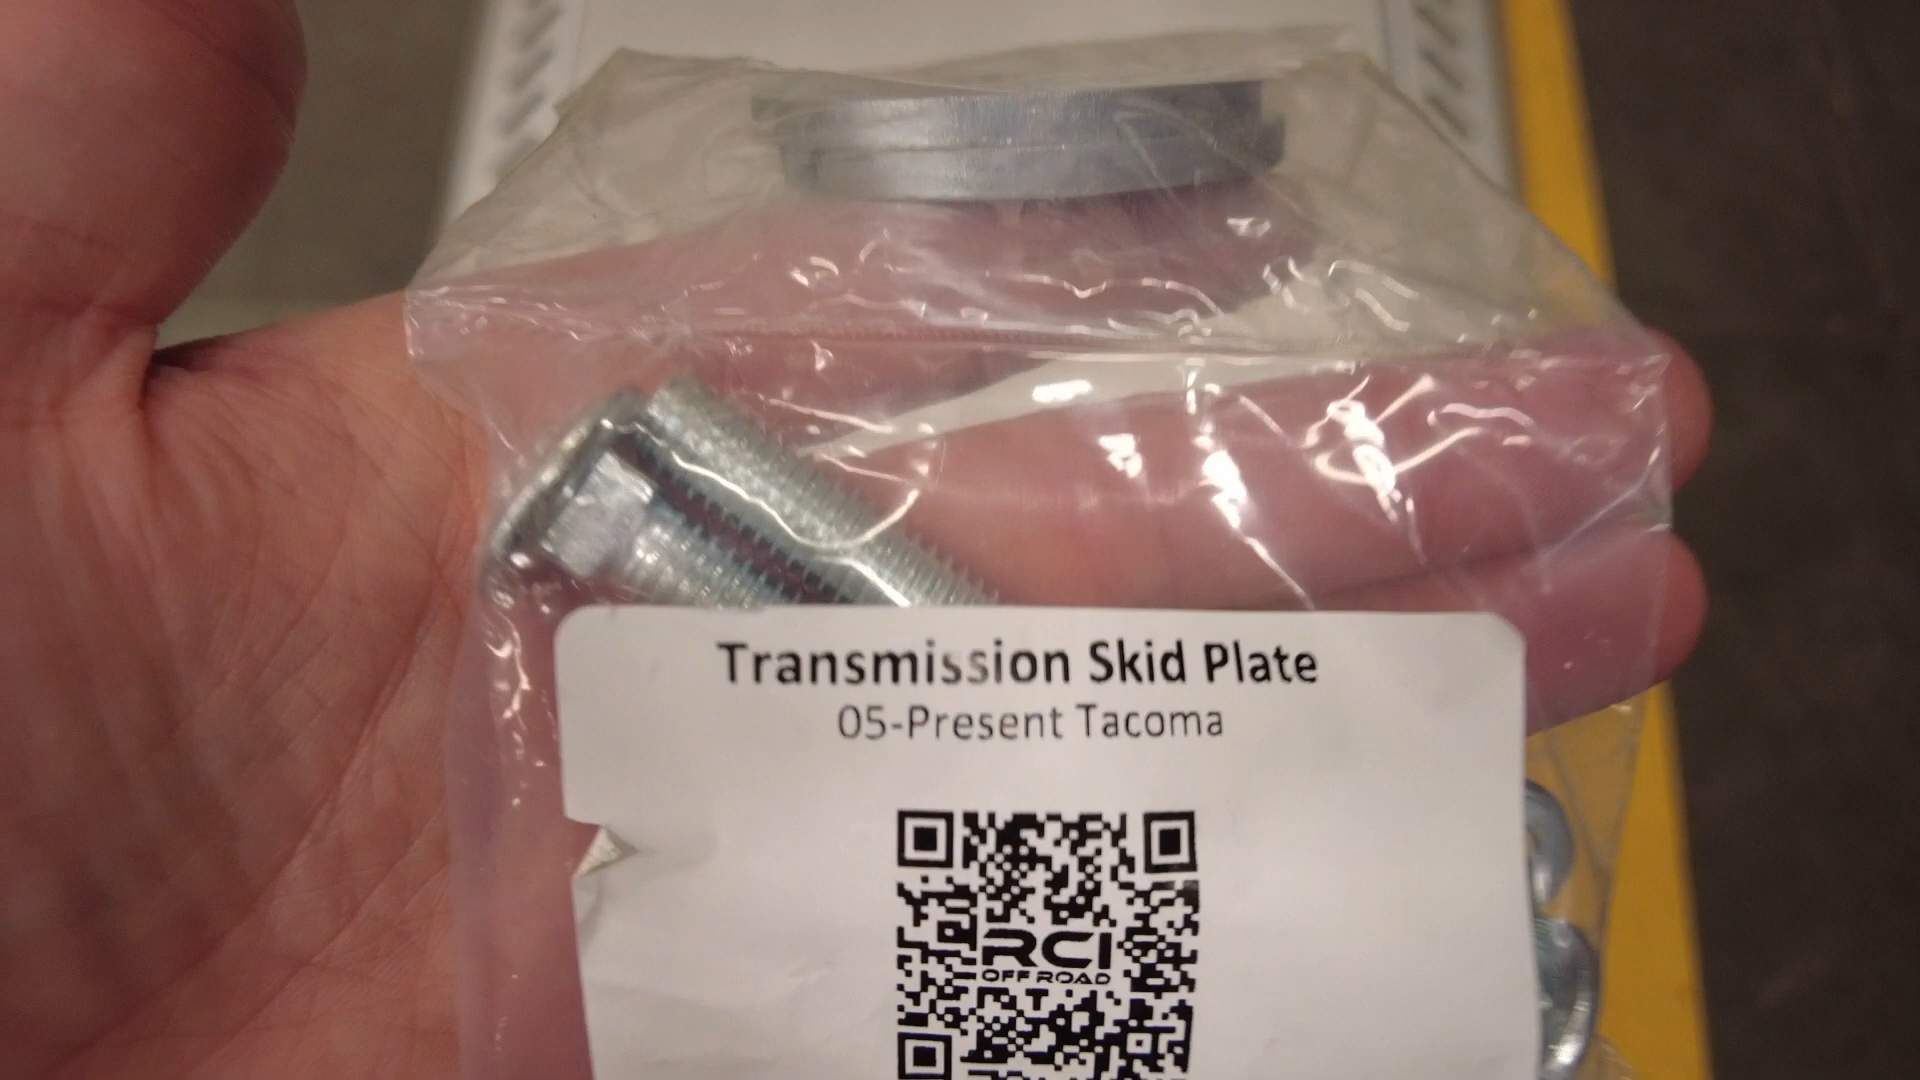 Transmission Skid Plate
05-Present Tacoma
RCI
OFF ROAD